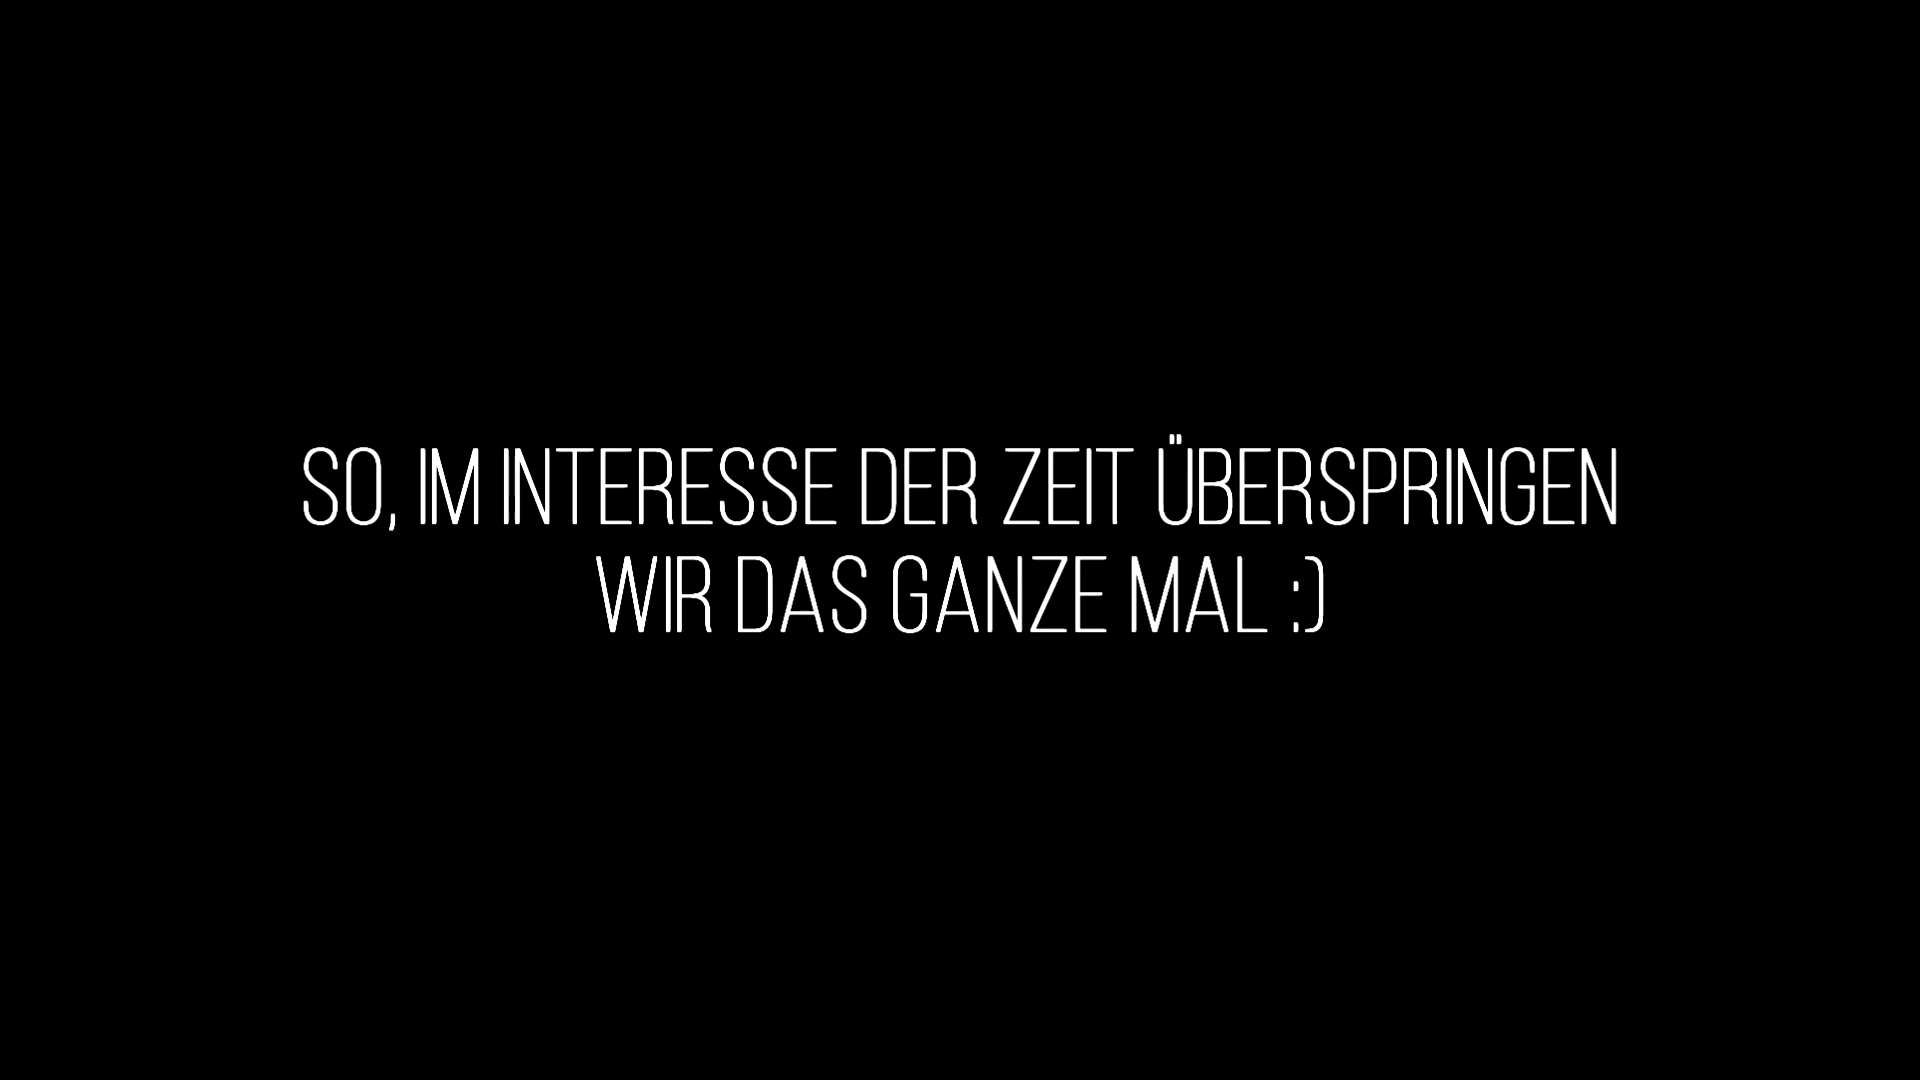 SO, IM INTERESSE DER ZEIT ÜBERSPRINGEN
WIR DAS GANZE MAL :)